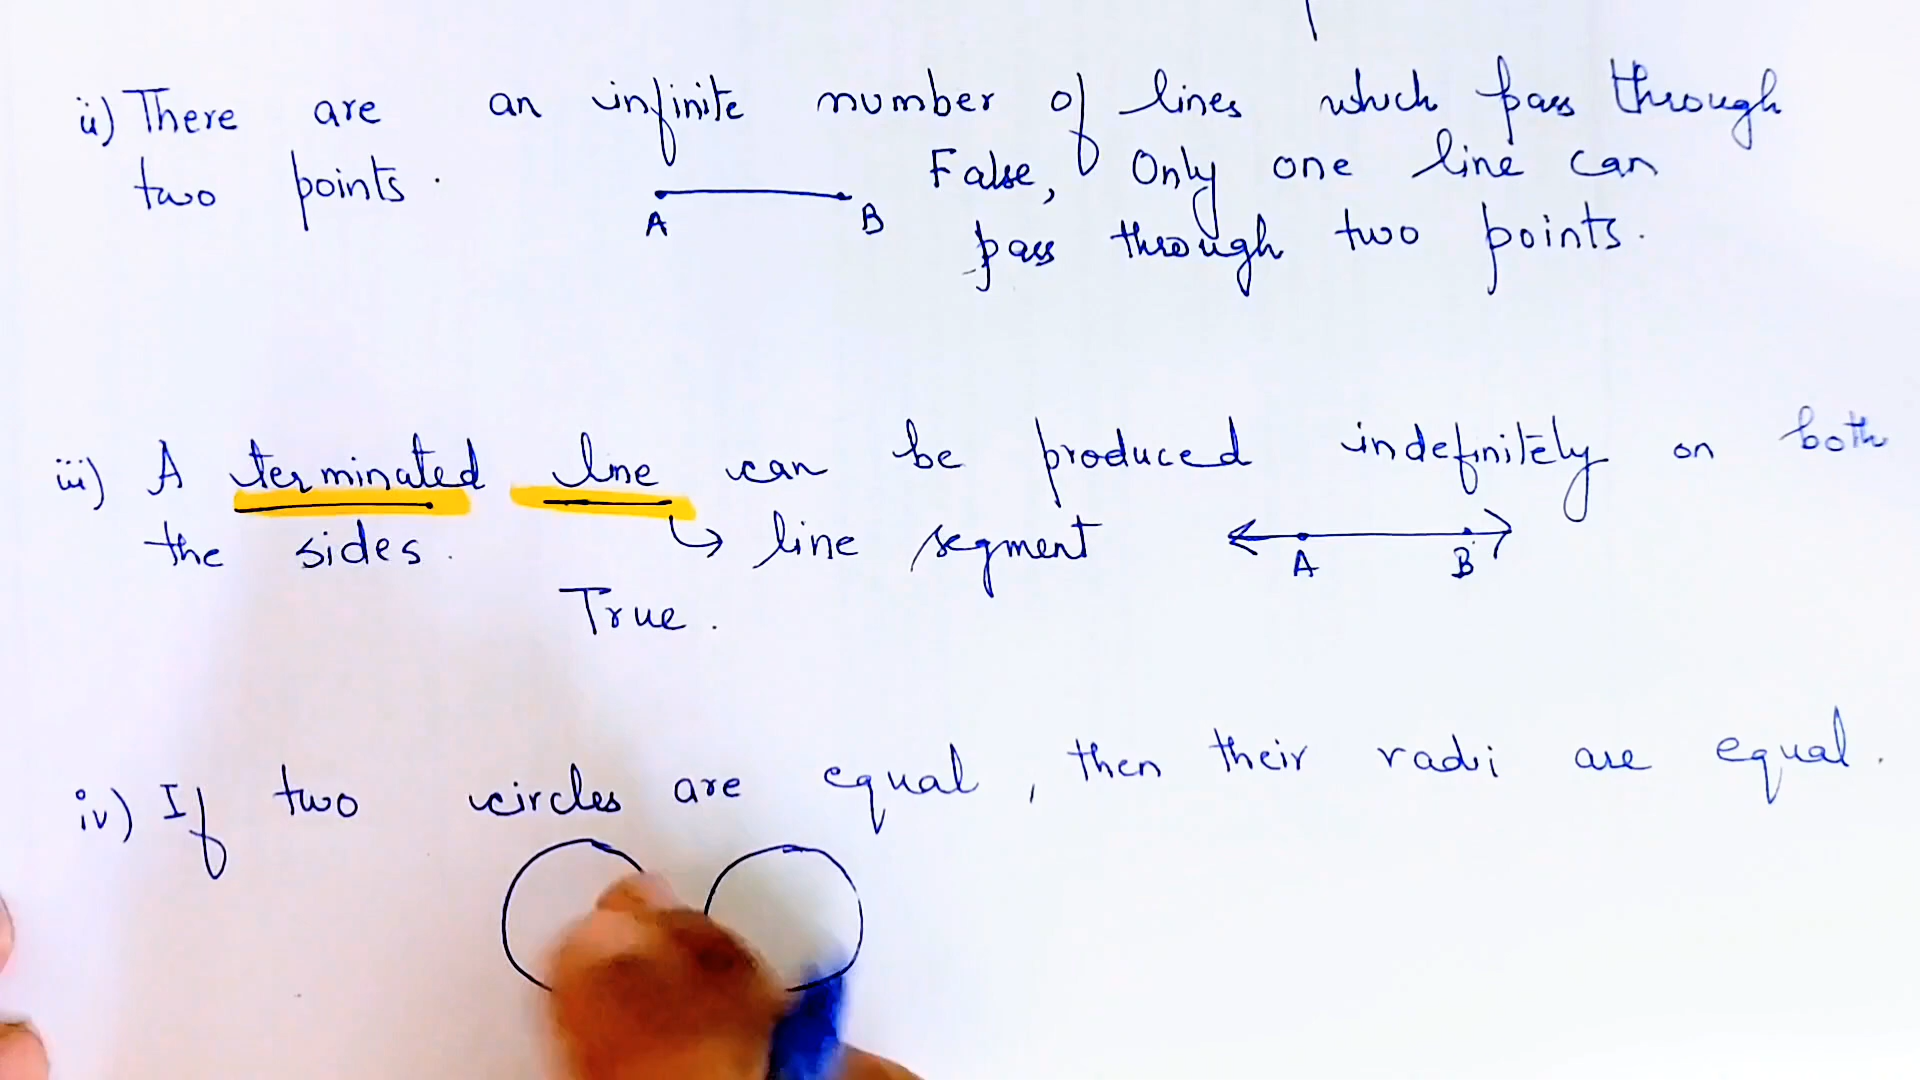 ii) There are an infinite number of lines which pass through
two points.
A B
False, Only one line can
pass through two points.
iii) A terminated line can be produced indefinitely on both
the sides.
→ line segment
A B
True.
iv) If two circles are equal, then their radii are equal.